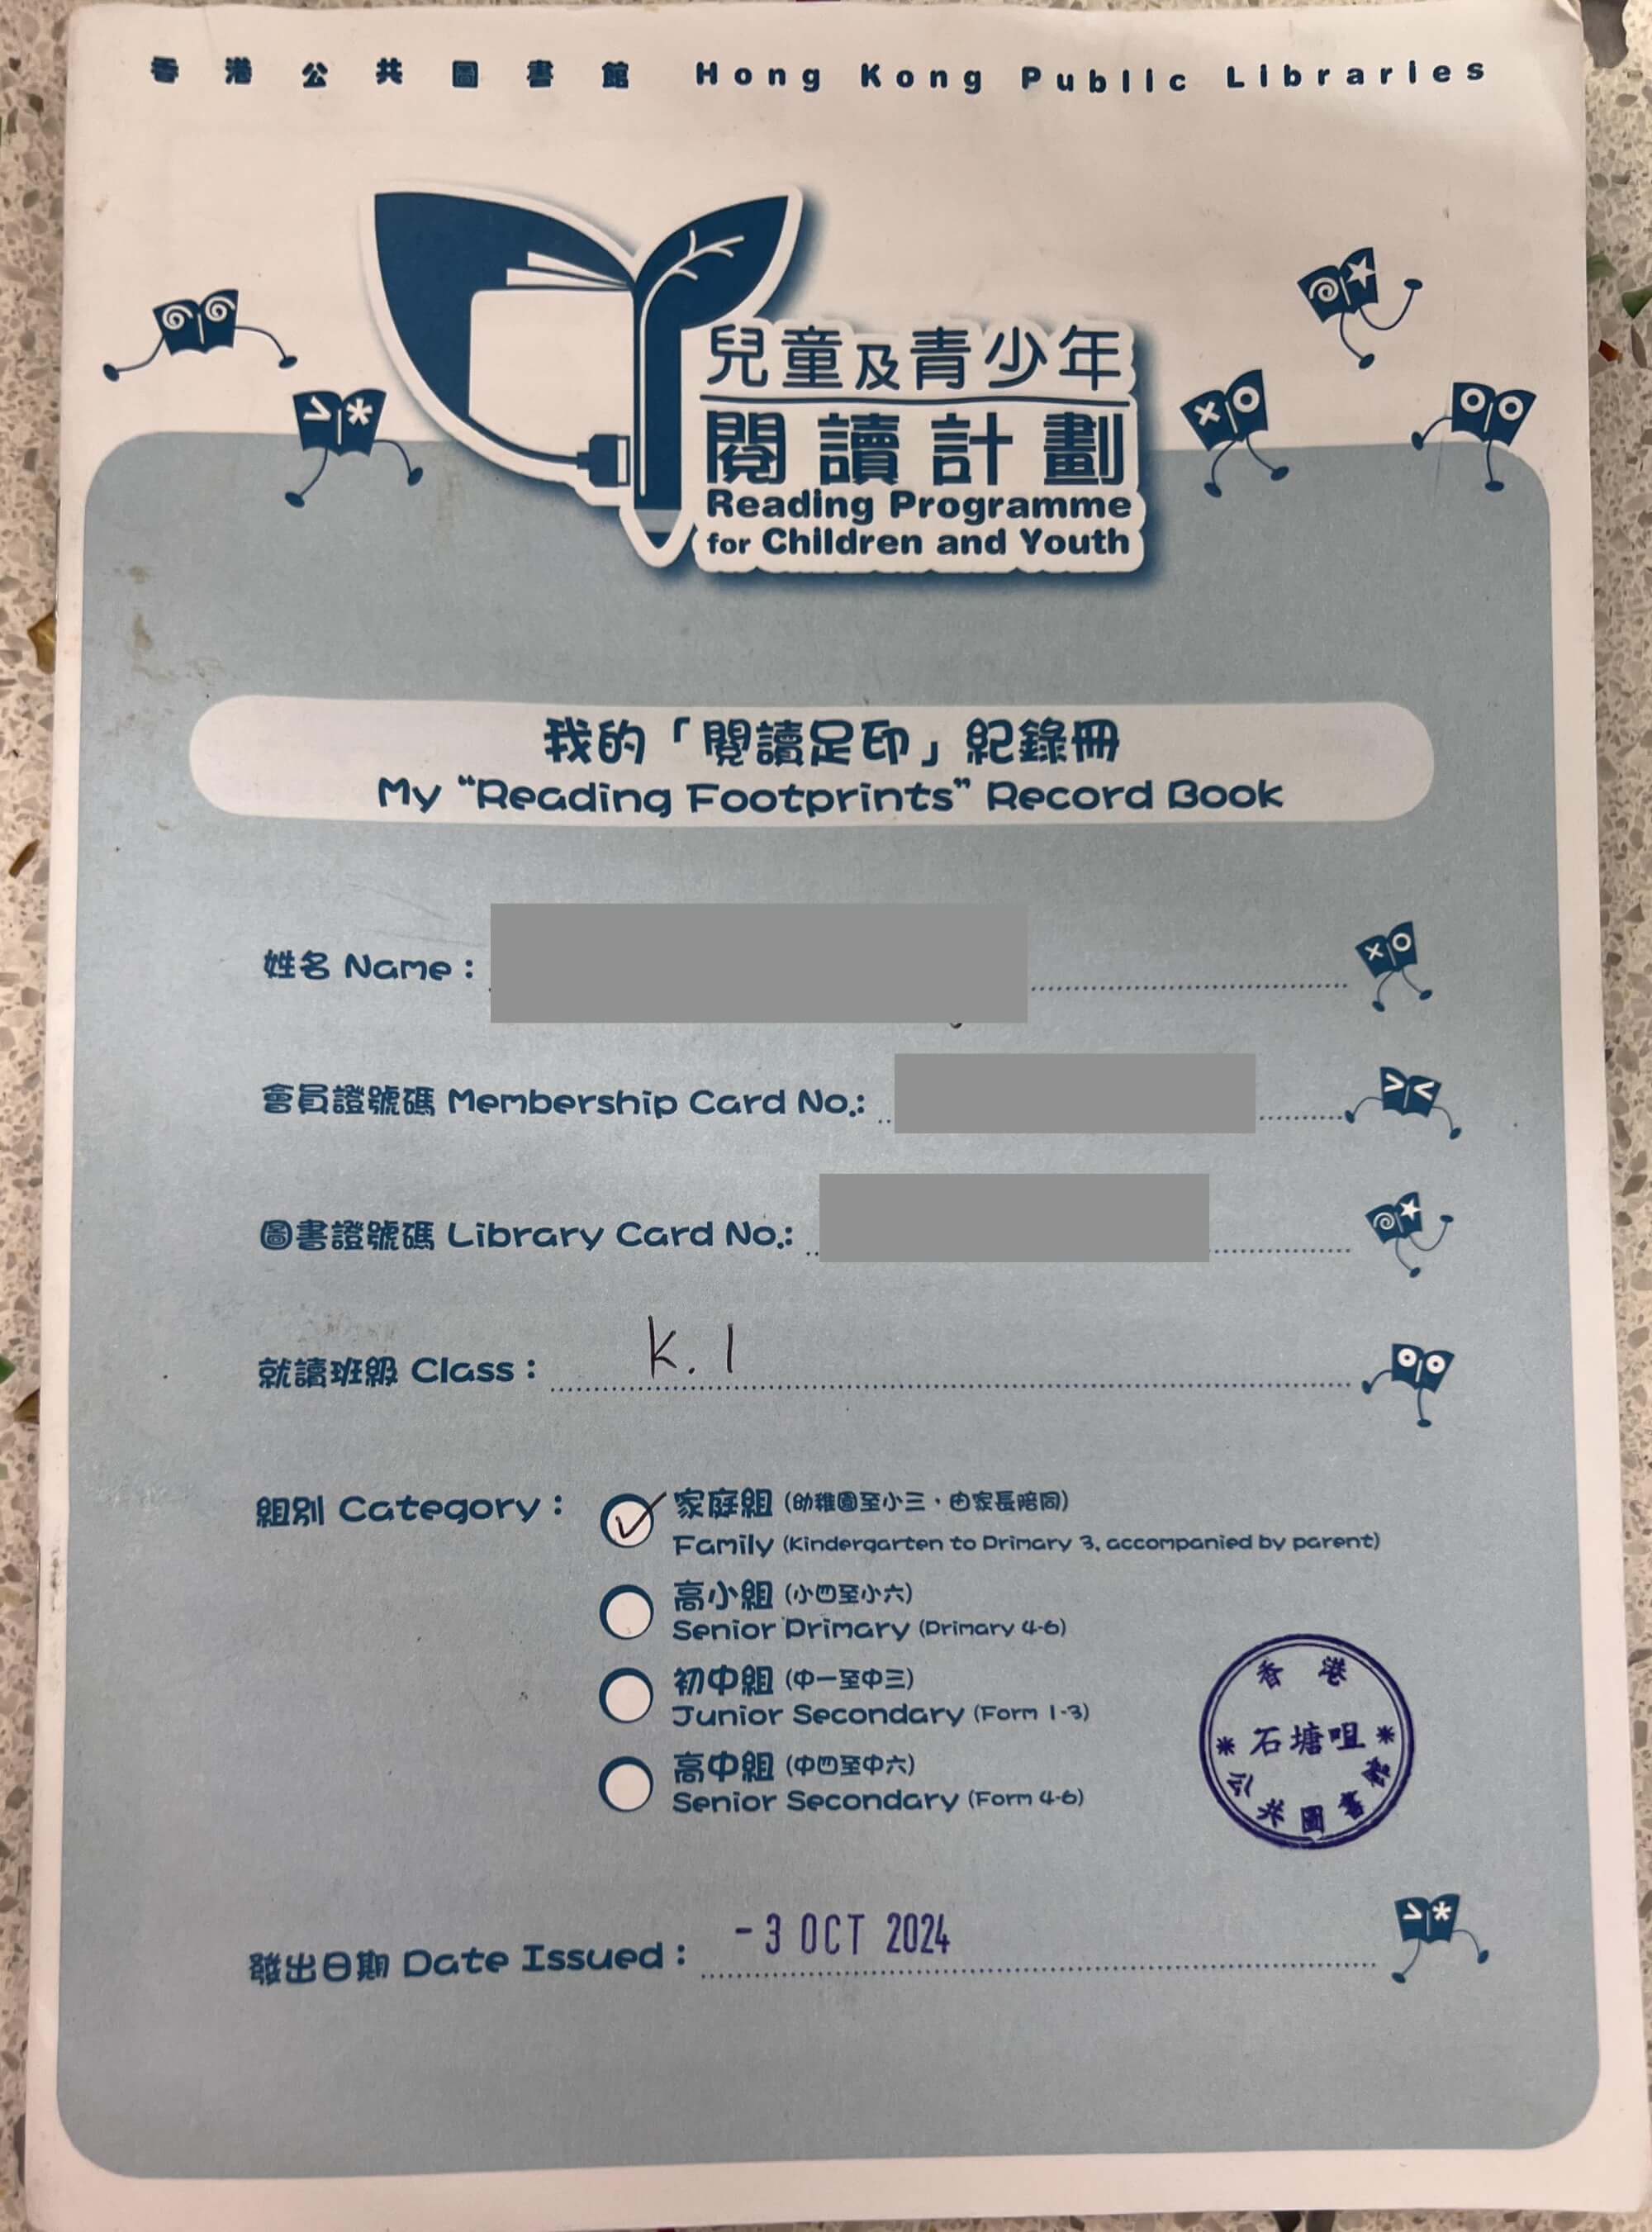 香港公共圖書館 Hong Kong Public Libraries
兒童及青少年
閱讀計劃
Reading Programme
for Children and Youth
我的「閱讀足印」紀錄冊
My “Reading Footprints” Record Book
姓名 Name：
會員證號碼 Membership Card No.:
圖書證號碼 Library Card No.:
就讀班級 Class： K.1
組別 Category： 家庭組 (幼稚園至小三，由家長陪同)
Family (Kindergarten to Primary 3, accompanied by parent)
高小組 (小四至小六)
Senior Primary (Primary 4-6)
初中組 (中一至中三)
Junior Secondary (Form 1-3)
高中組 (中四至中六)
Senior Secondary (Form 4-6)
香港
石塘咀
公共圖書館
發出日期 Date Issued： -3 OCT 2024